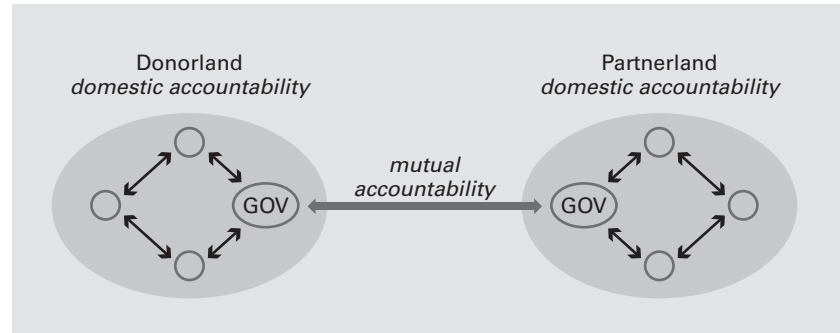 Donorland
domestic accountability
Partnerland
domestic accountability
mutual
accountability
GOV
GOV